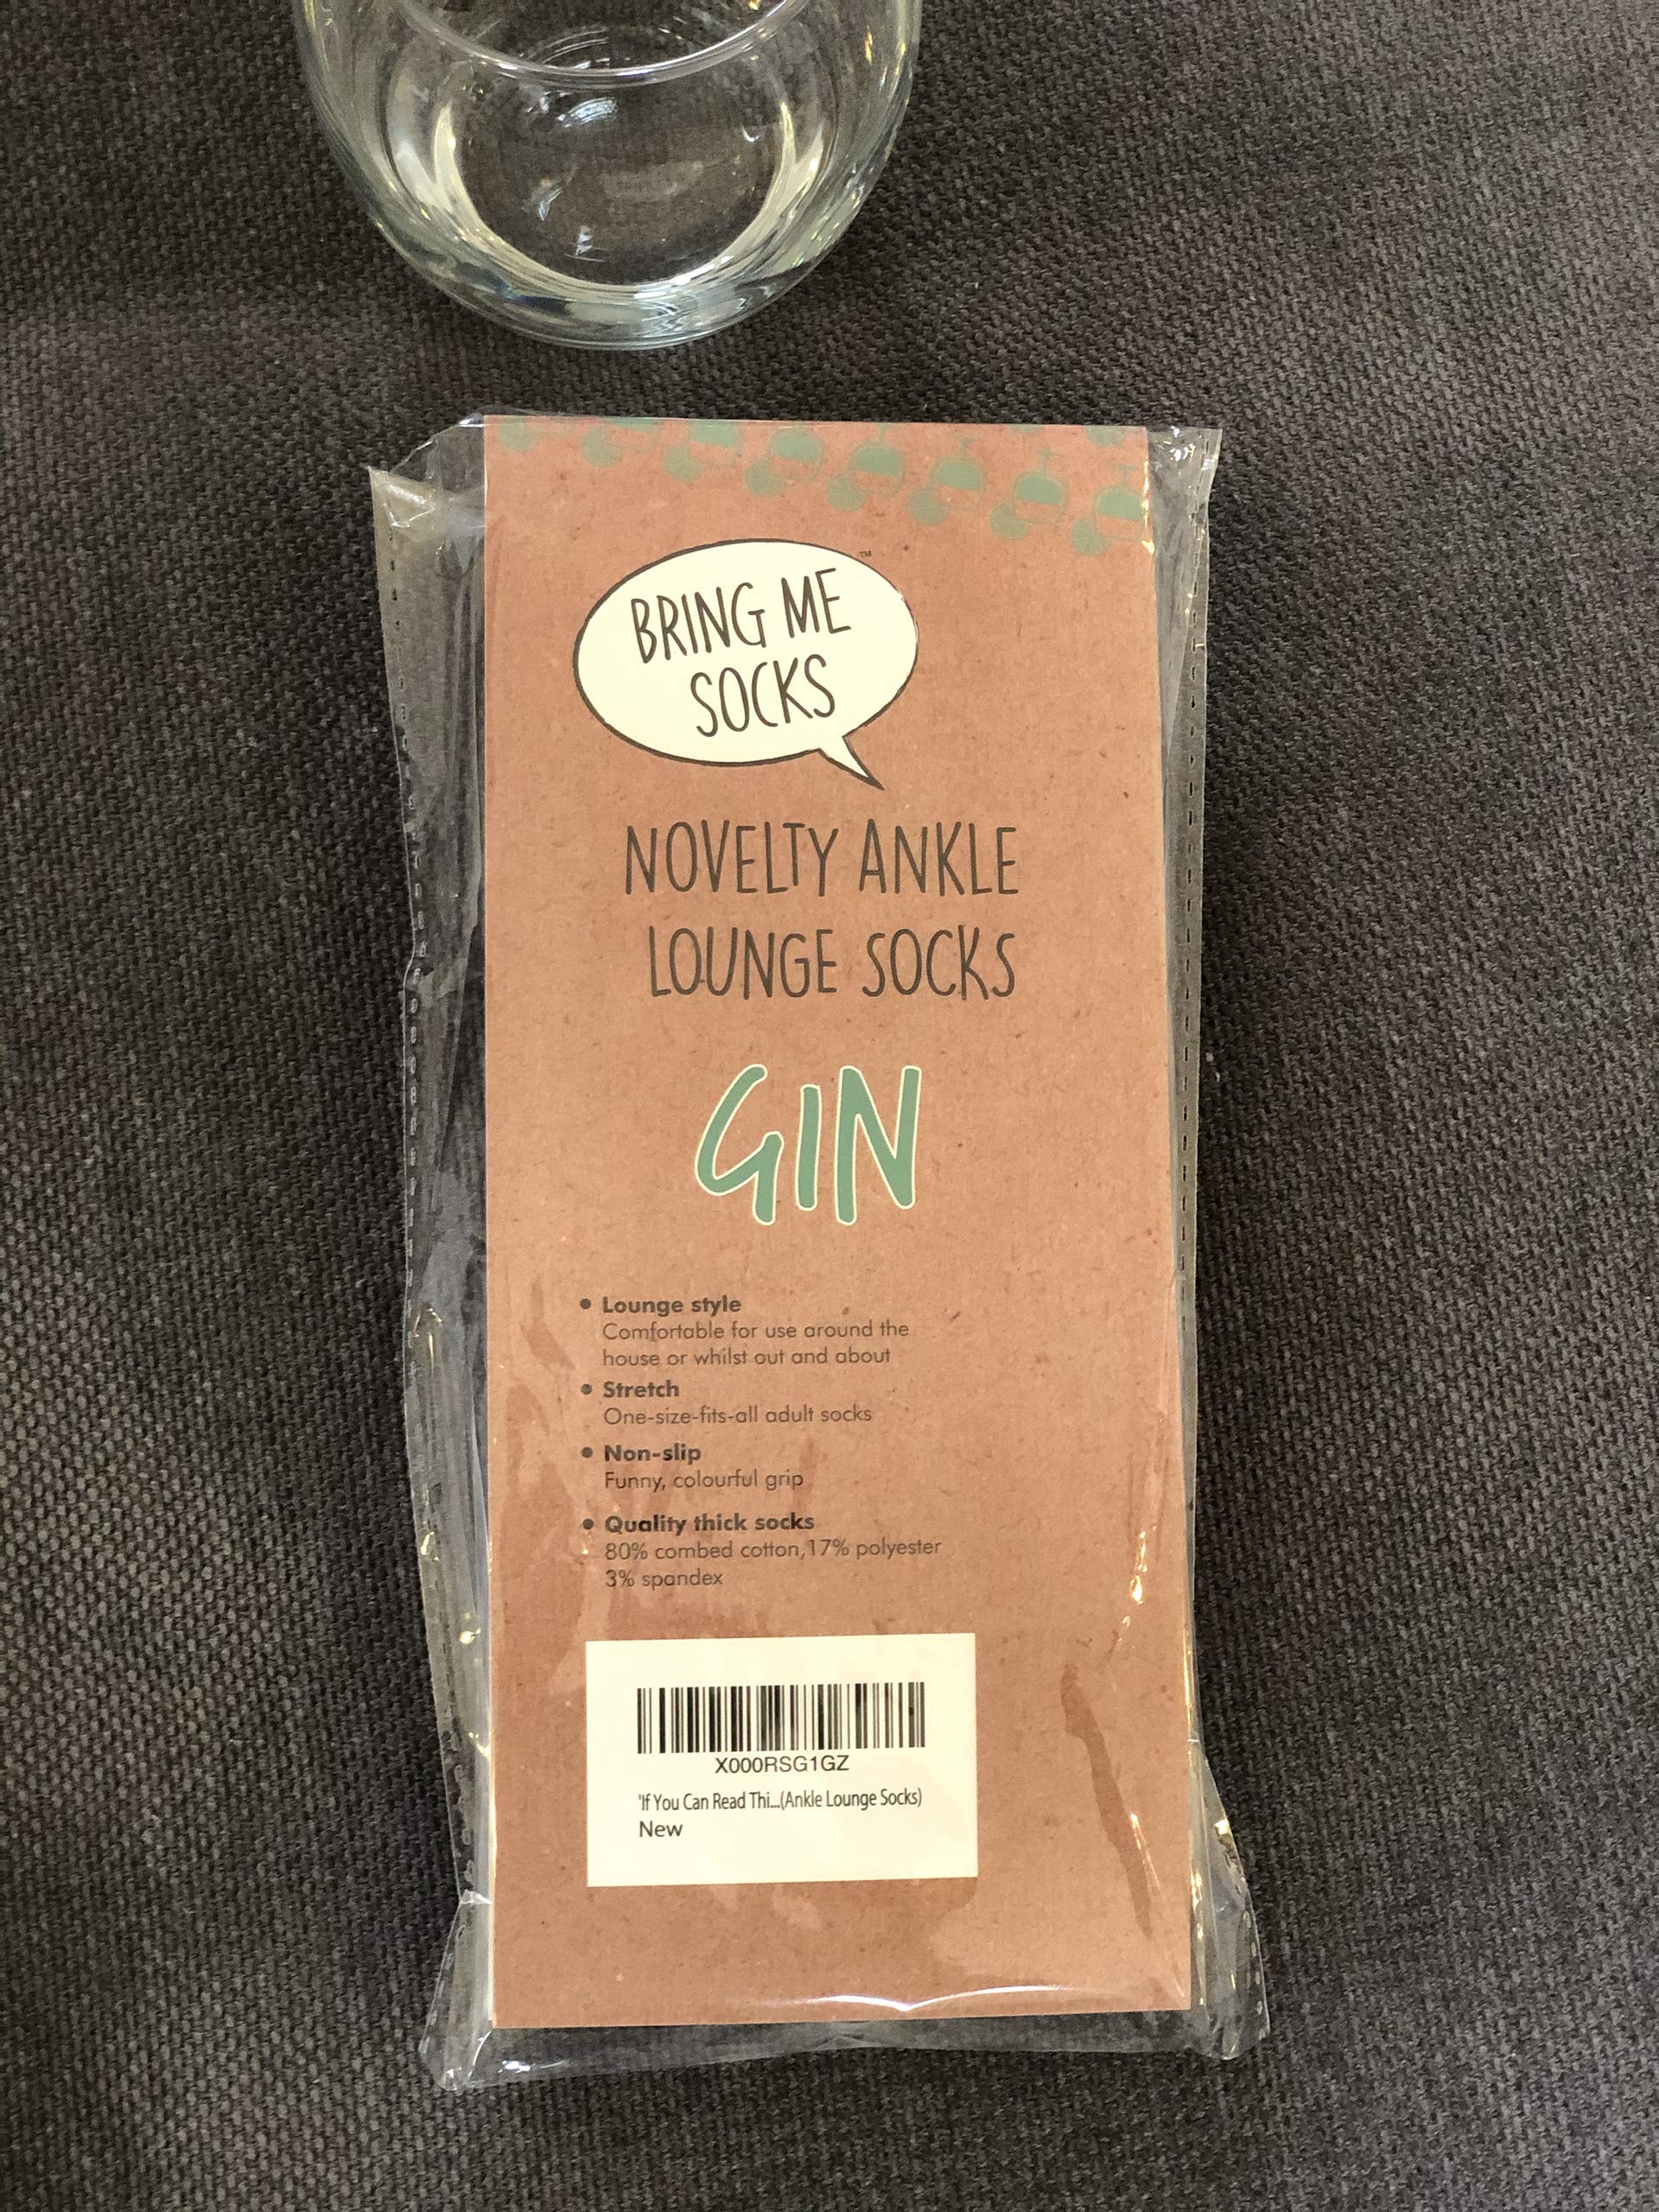 BRING ME
SOCKS
™
NOVELTY ANKLE
LOUNGE SOCKS
GIN
• Lounge style
Comfortable for use around the
house or whilst out and about
• Stretch
One-size-fits-all adult socks
• Non-slip
Funny, colourful grip
• Quality thick socks
80% combed cotton,17% polyester
3% spandex
X000RSG1GZ
'If You Can Read Thi...(Ankle Lounge Socks)
New